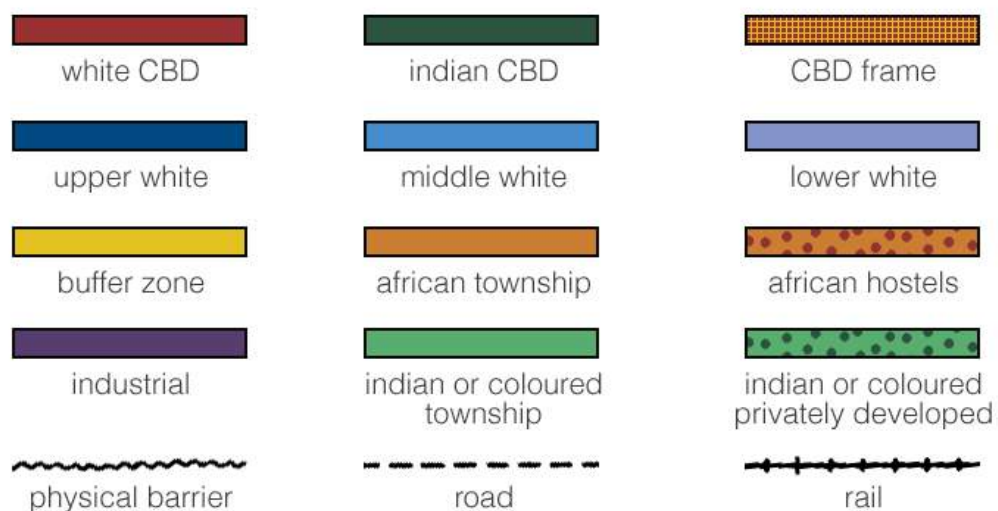 white CBD
indian CBD
CBD frame
upper white
middle white
lower white
buffer zone
african township
african hostels
industrial
indian or coloured
township
indian or coloured
privately developed
physical barrier
road
rail